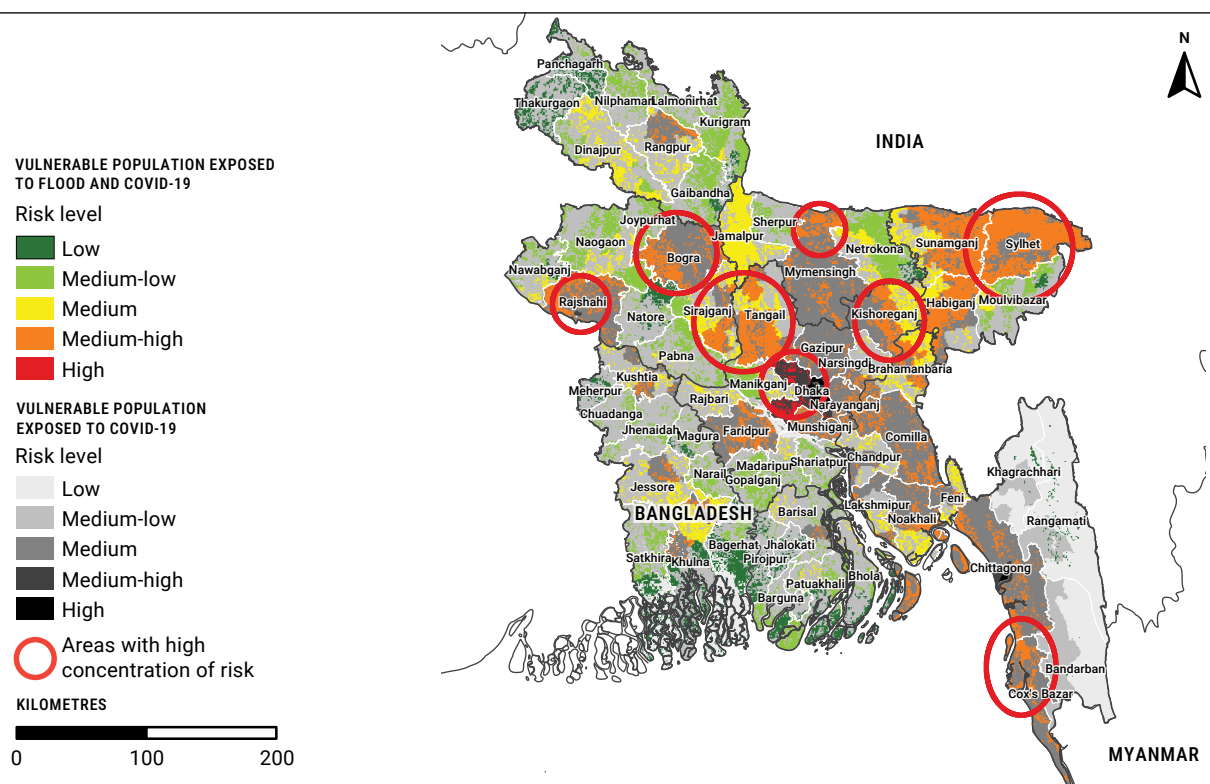 VULNERABLE POPULATION EXPOSED
TO FLOOD AND COVID-19
Risk level
Low
Medium-low
Medium
Medium-high
High
VULNERABLE POPULATION
EXPOSED TO COVID-19
Risk level
Low
Medium-low
Medium
Medium-high
High
Areas with high
concentration of risk
KILOMETRES
0 100 200
N
INDIA
BANGLADESH
MYANMAR
Panchagarh
Thakurgaon
Nilphamari
Lalmonirhat
Kurigram
Dinajpur
Rangpur
Gaibandha
Joypurhat
Jamalpur
Sherpur
Netrokona
Sunamganj
Sylhet
Naogaon
Bogra
Mymensingh
Nawabganj
Rajshahi
Natore
Sirajganj
Tangail
Kishoreganj
Habiganj
Moulvibazar
Pabna
Gazipur
Narsingdi
Brahamanbaria
Kushtia
Manikganj
Dhaka
Meherpur
Rajbari
Narayanganj
Chuadanga
Faridpur
Munshiganj
Comilla
Jhenaidah
Magura
Chandpur
Khagrachhari
Narail
Madaripur
Shariatpur
Jessore
Gopalganj
Lakshmipur
Feni
Rangamati
Barisal
Noakhali
Satkhira
Khulna
Bagerhat
Jhalokati
Pirojpur
Bhola
Chittagong
Patuakhali
Barguna
Bandarban
Cox's Bazar